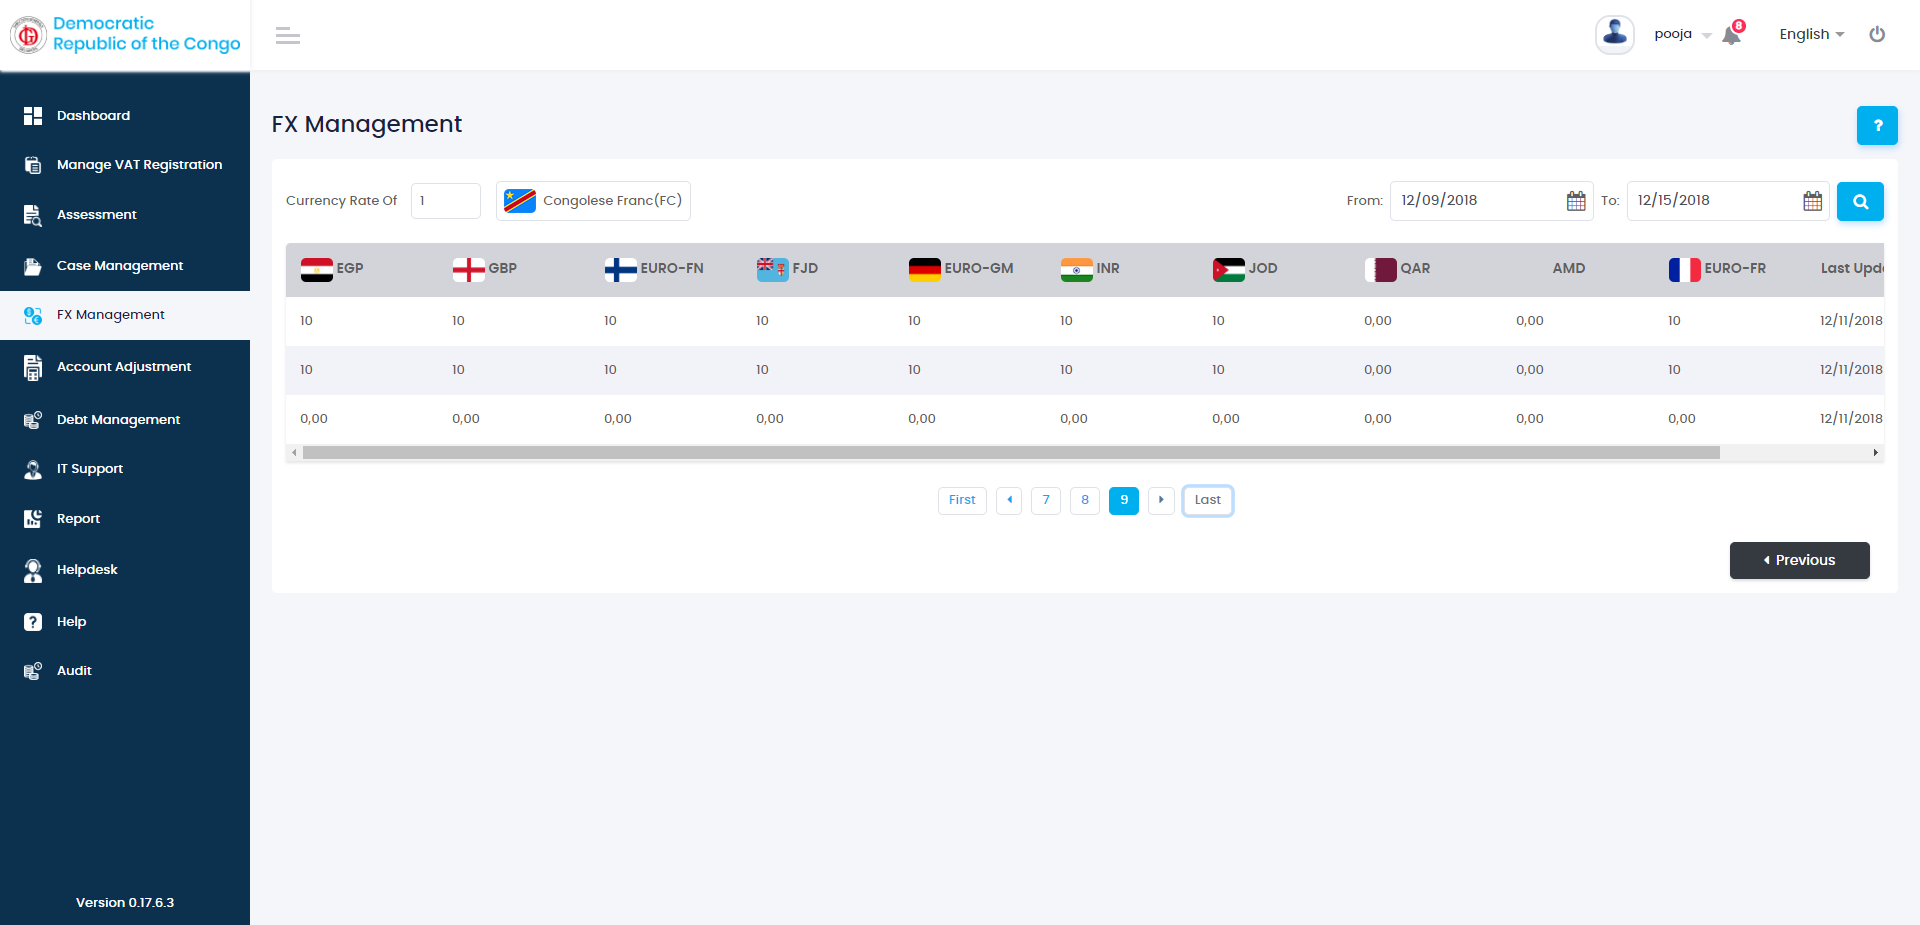 Democratic
Republic of the Congo
pooja
8
English
Dashboard
Manage VAT Registration
Assessment
Case Management
FX Management
Account Adjustment
Debt Management
IT Support
Report
Helpdesk
Help
Audit
Version 0.17.6.3
FX Management
?
Currency Rate Of 1 Congolese Franc(FC) From: 12/09/2018 To: 12/15/2018
EGP GBP EURO-FN FJD EURO-GM INR JOD QAR AMD EURO-FR Last Upd
10 10 10 10 10 10 10 0,00 0,00 10 12/11/2018
10 10 10 10 10 10 10 0,00 0,00 10 12/11/2018
0,00 0,00 0,00 0,00 0,00 0,00 0,00 0,00 0,00 0,00 12/11/2018
First 7 8 9 Last
Previous